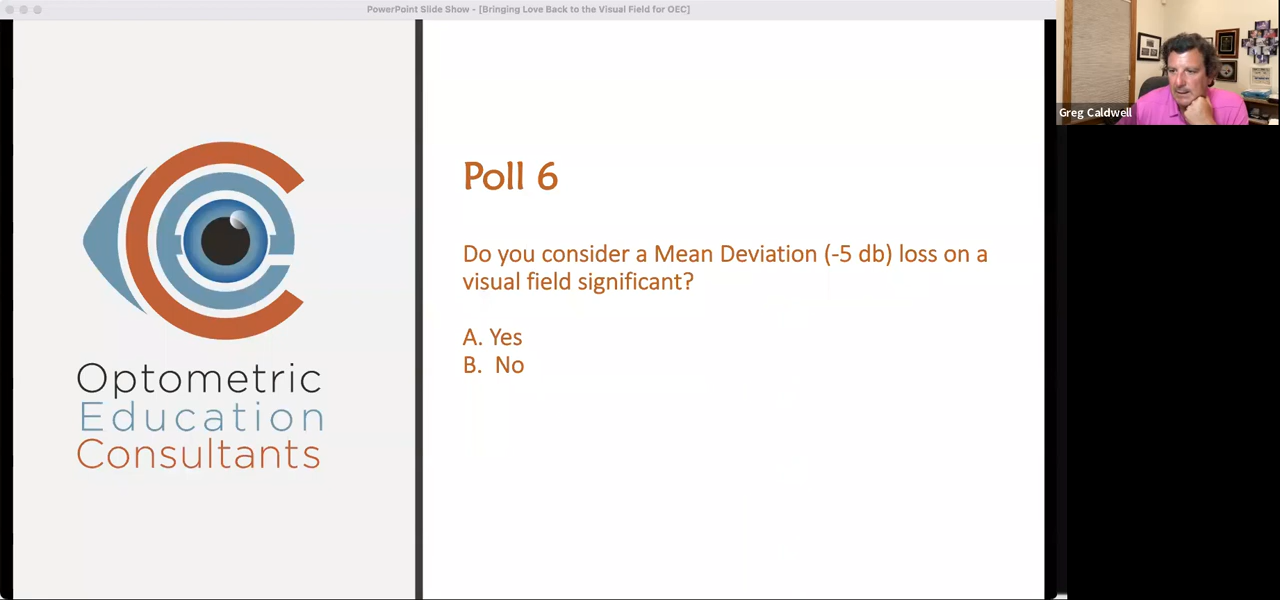 PowerPoint Slide Show - [Bringing Love Back to the Visual Field for OEC]
Greg Caldwell
Poll 6
Do you consider a Mean Deviation (-5 db) loss on a
visual field significant?
A. Yes
B. No
Optometric
Education
Consultants